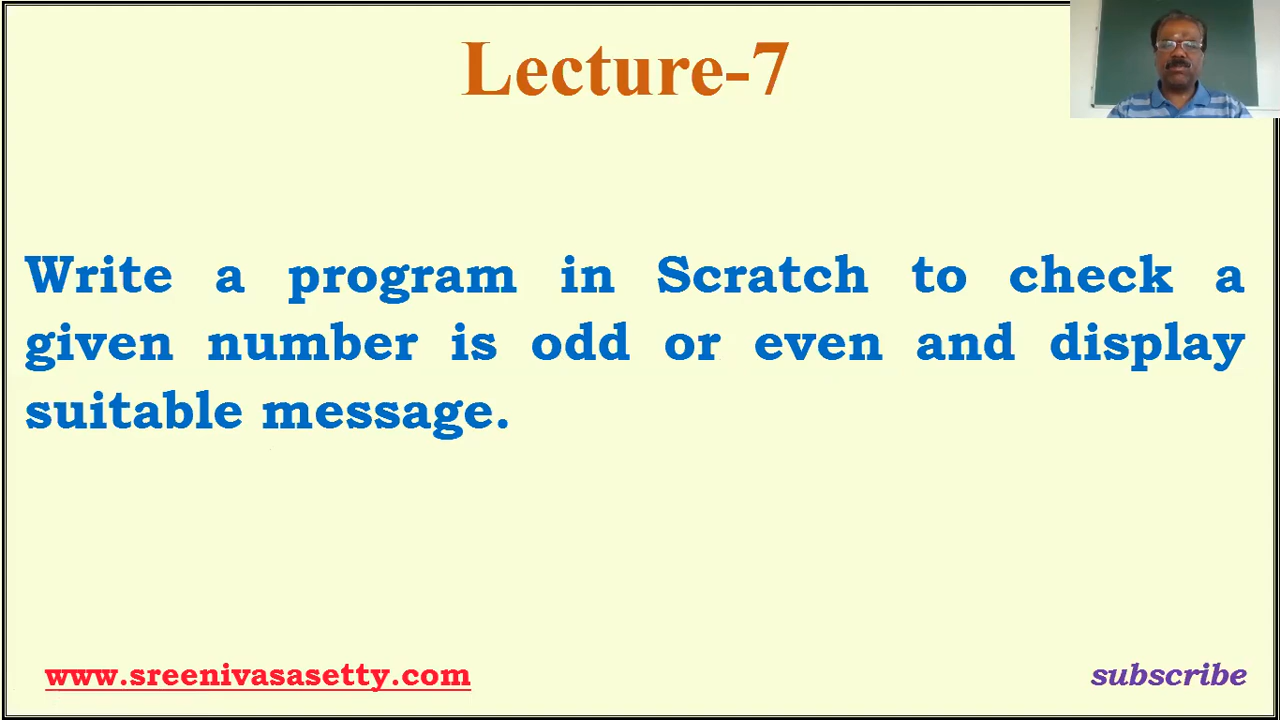 Lecture-7
Write a program in Scratch to check a
given number is odd or even and display
suitable message.
www.sreenivasasetty.com
subscribe